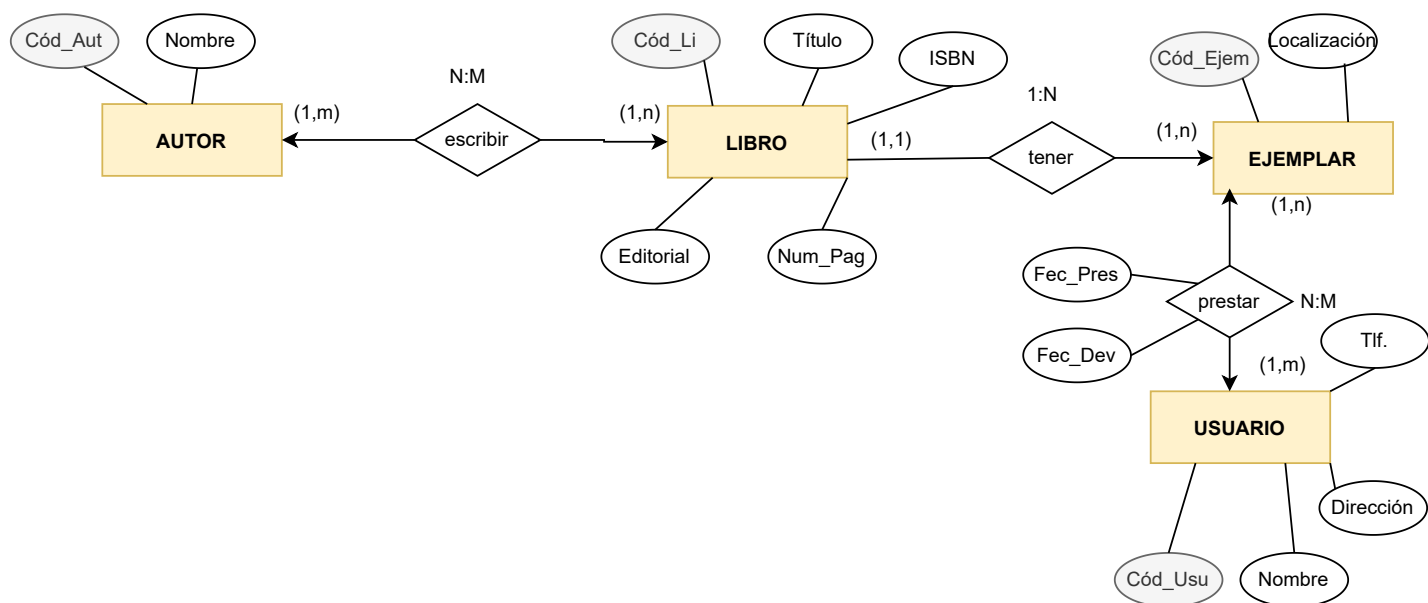 Cód_Aut
Nombre
Cód_Li
Título
ISBN
Cód_Ejem
Localización
N:M
1:N
(1,m)
(1,n)
(1,1)
(1,n)
AUTOR
escribir
LIBRO
tener
EJEMPLAR
(1,n)
Editorial
Num_Pag
Fec_Pres
prestar
N:M
Fec_Dev
(1,m)
Tlf.
USUARIO
Dirección
Cód_Usu
Nombre